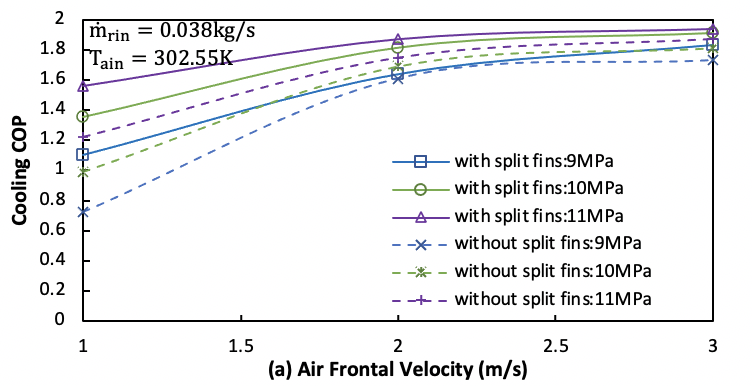 2
ṁrin = 0.038kg/s
1.8
Tain = 302.55K
1.6
1.4
1.2
1
0.8
0.6
0.4
0.2
0
Cooling COP
with split fins:9MPa
with split fins:10MPa
with split fins:11MPa
without split fins:9MPa
without split fins:10MPa
without split fins:11MPa
1 1.5 2 2.5 3
(a) Air Frontal Velocity (m/s)